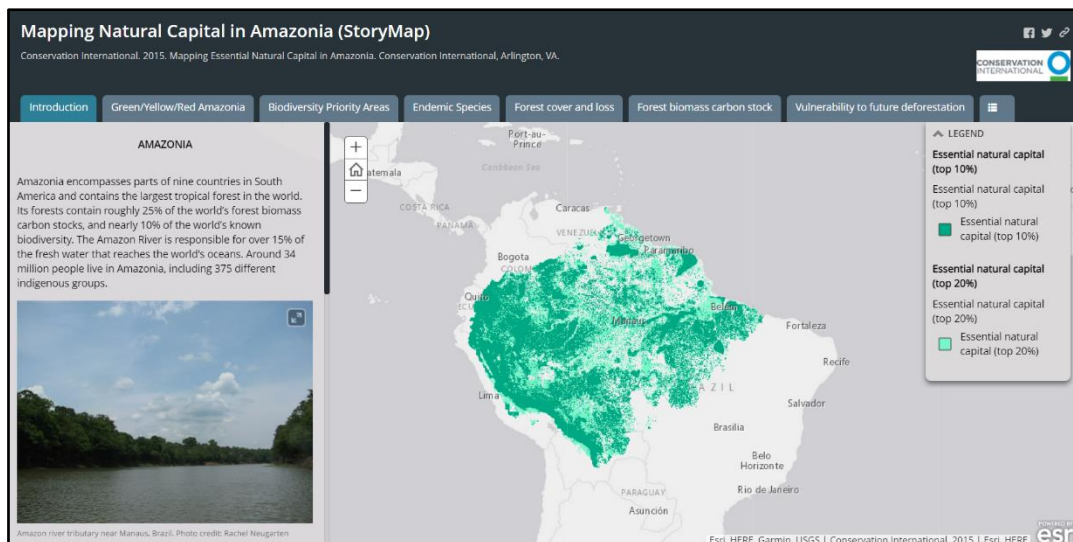 Mapping Natural Capital in Amazonia (StoryMap)
Conservation International. 2015. Mapping Essential Natural Capital in Amazonia. Conservation International, Arlington, VA.
CONSERVATION
INTERNATIONAL
Introduction
Green/Yellow/Red Amazonia
Biodiversity Priority Areas
Endemic Species
Forest cover and loss
Forest biomass carbon stock
Vulnerability to future deforestation
AMAZONIA
Amazonia encompasses parts of nine countries in South
America and contains the largest tropical forest in the world.
Its forests contain roughly 25% of the world's forest biomass
carbon stocks, and nearly 10% of the world's known
biodiversity. The Amazon River is responsible for over 15% of
the fresh water that reaches the world's oceans. Around 34
million people live in Amazonia, including 375 different
indigenous groups.
Amazon river tributary near Manaus, Brazil. Photo credit: Rachel Neugarten
+
−
Port-au-
Prince
Caribbean Sea
atemala
COSTA RICA
PANAMA
Caracas
VENEZUEL
Georgetown
Paramaribo
Bogota
COLOM
Quito
ECU
Manaus
Belem
Fortaleza
Recife
Lima
AZIL
Salvador
Brasilia
Belo
Horizonte
PARAGUAY
Rio de Janeiro
Asunción
LEGEND
Essential natural capital
(top 10%)
Essential natural capital
(top 10%)
Essential natural
capital (top 10%)
Essential natural capital
(top 20%)
Essential natural capital
(top 20%)
Essential natural
capital (top 20%)
Esri, HERE, Garmin, USGS | Conservation International, 2015 | Esri, HERE
POWERED BY
esri